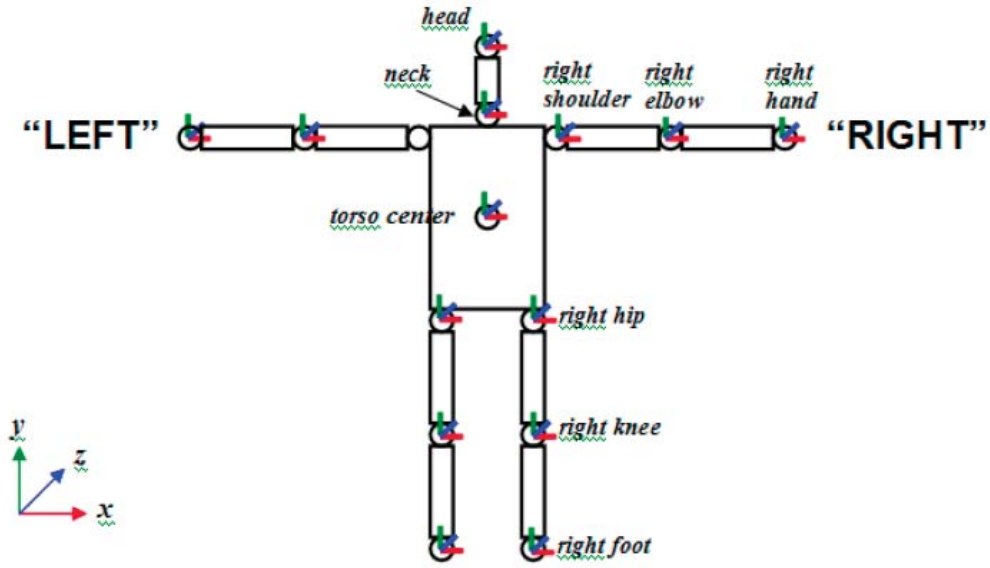 head
neck
right
shoulder
right
elbow
right
hand
“LEFT”
“RIGHT”
torso center
right hip
right knee
right foot
y
z
x